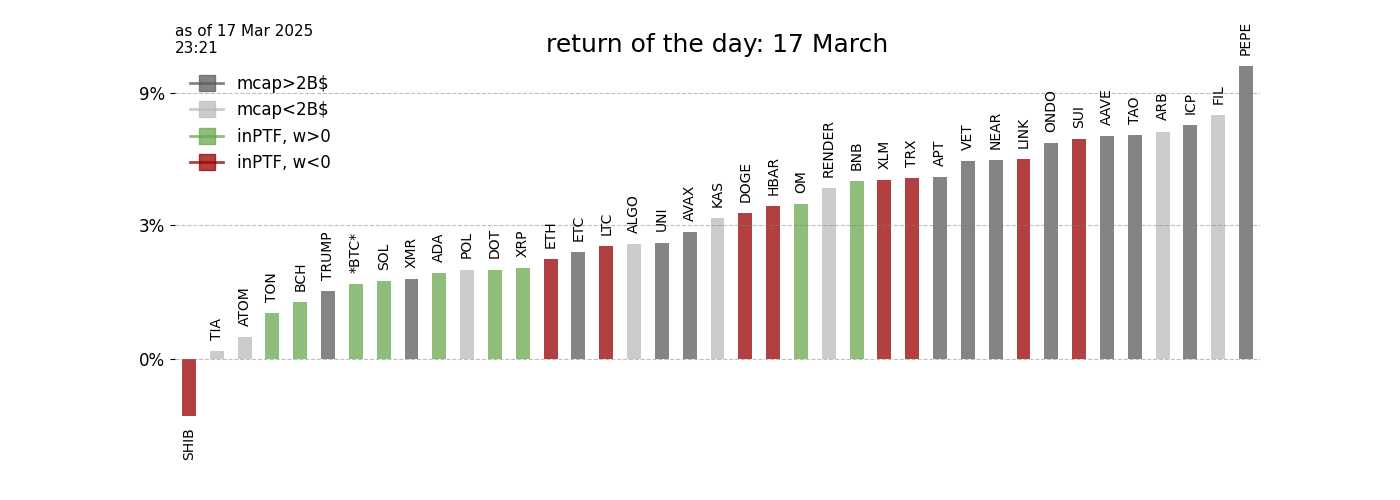 as of 17 Mar 2025
23:21
return of the day: 17 March
mcap>2B$
mcap<2B$
inPTF, w>0
inPTF, w<0
9%
3%
0%
SHIB
TIA
ATOM
TON
BCH
TRUMP
*BTC*
SOL
XMR
ADA
POL
DOT
XRP
ETH
ETC
LTC
ALGO
UNI
AVAX
KAS
DOGE
HBAR
OM
RENDER
BNB
XLM
TRX
APT
VET
NEAR
LINK
ONDO
SUI
AAVE
TAO
ARB
ICP
FIL
PEPE